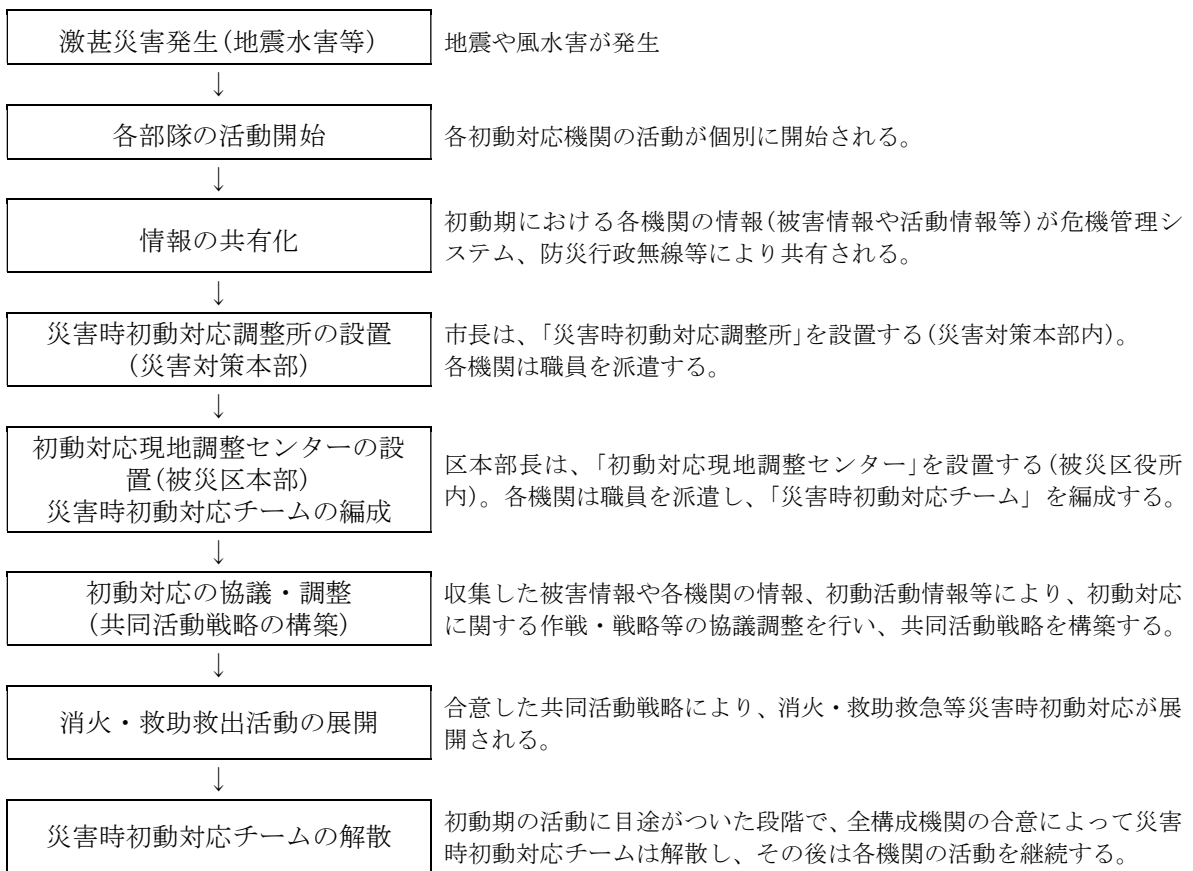 激甚災害発生(地震水害等)
地震や風水害が発生
↓
各部隊の活動開始
各初動対応機関の活動が個別に開始される。
↓
情報の共有化
初動期における各機関の情報(被害情報や活動情報等)が危機管理シ
ステム、防災行政無線等により共有される。
↓
災害時初動対応調整所の設置
(災害対策本部)
市長は、「災害時初動対応調整所」を設置する(災害対策本部内)。
各機関は職員を派遣する。
↓
初動対応現地調整センターの設
置(被災区本部)
災害時初動対応チームの編成
区本部長は、「初動対応現地調整センター」を設置する(被災区役所
内)。各機関は職員を派遣し、「災害時初動対応チーム」を編成する。
↓
初動対応の協議・調整
(共同活動戦略の構築)
収集した被害情報や各機関の情報、初動活動情報等により、初動対応
に関する作戦・戦略等の協議調整を行い、共同活動戦略を構築する。
↓
消火・救助救出活動の展開
合意した共同活動戦略により、消火・救助救急等災害時初動対応が展
開される。
↓
災害時初動対応チームの解散
初動期の活動に目途がついた段階で、全構成機関の合意によって災害
時初動対応チームは解散し、その後は各機関の活動を継続する。